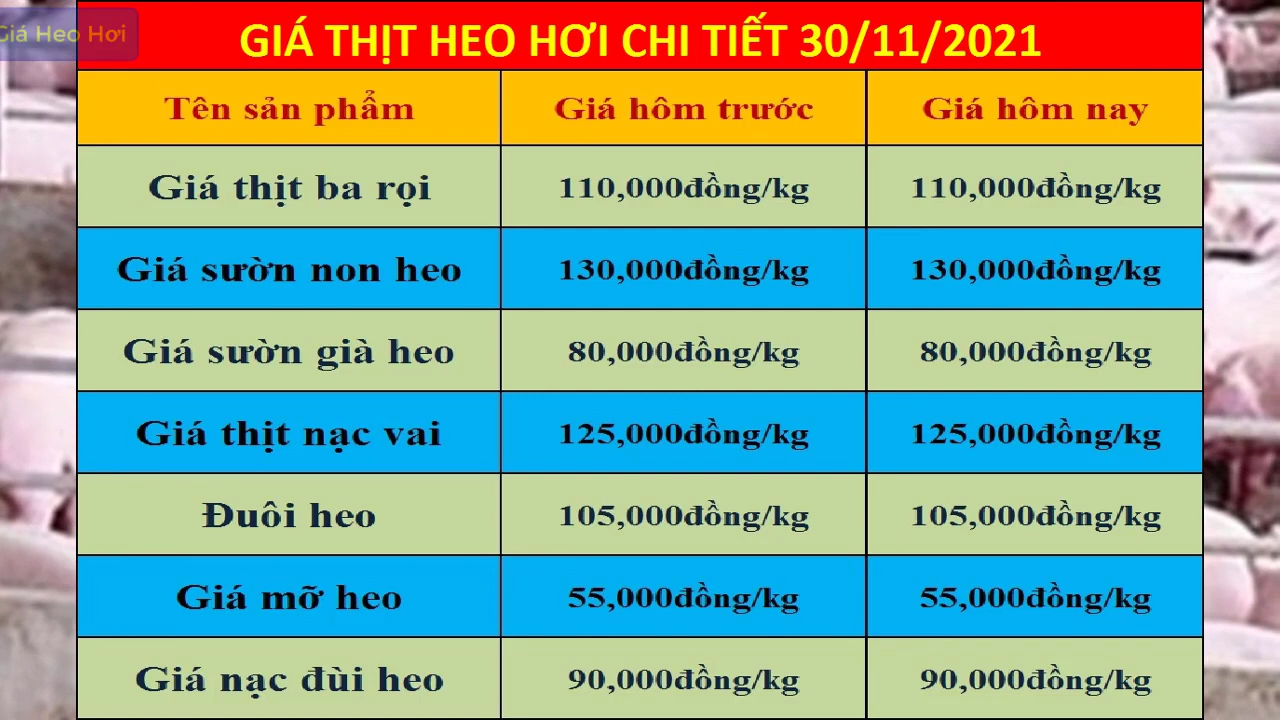 Giá Heo Hơi
GIÁ THỊT HEO HƠI CHI TIẾT 30/11/2021
Tên sản phẩm Giá hôm trước Giá hôm nay
Giá thịt ba rọi 110,000đồng/kg 110,000đồng/kg
Giá sườn non heo 130,000đồng/kg 130,000đồng/kg
Giá sườn già heo 80,000đồng/kg 80,000đồng/kg
Giá thịt nạc vai 125,000đồng/kg 125,000đồng/kg
Đuôi heo 105,000đồng/kg 105,000đồng/kg
Giá mỡ heo 55,000đồng/kg 55,000đồng/kg
Giá nạc đùi heo 90,000đồng/kg 90,000đồng/kg